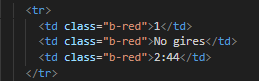 <tr>
<td class="b-red">1</td>
<td class="b-red">No gires</td>
<td class="b-red">2:44</td>
</tr>